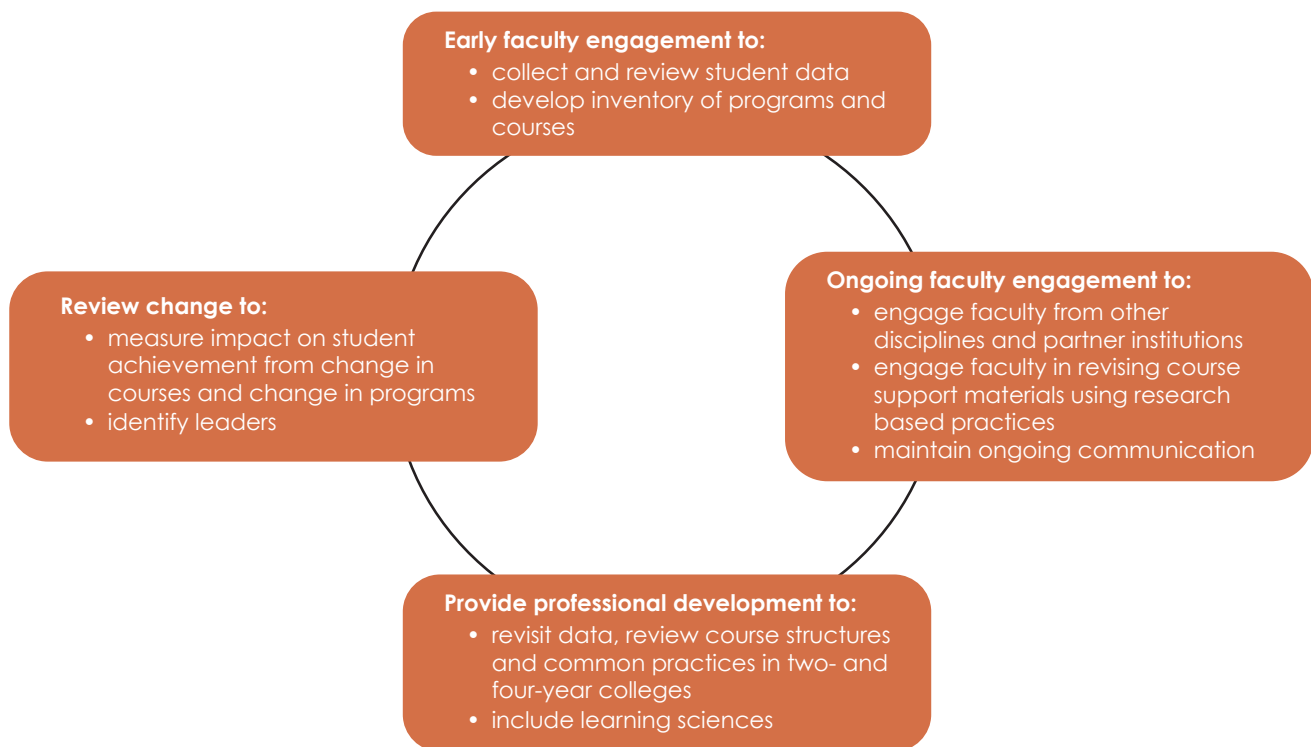 Early faculty engagement to:
• collect and review student data
• develop inventory of programs and
courses
Ongoing faculty engagement to:
• engage faculty from other
disciplines and partner institutions
• engage faculty in revising course
support materials using research
based practices
• maintain ongoing communication
Provide professional development to:
• revisit data, review course structures
and common practices in two- and
four-year colleges
• include learning sciences
Review change to:
• measure impact on student
achievement from change in
courses and change in programs
• identify leaders